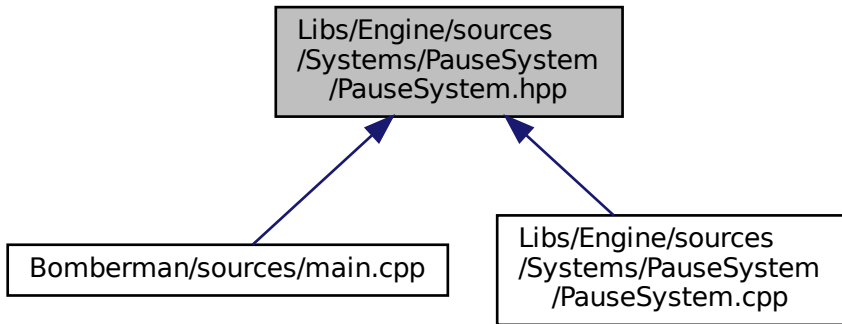 Libs/Engine/sources
/Systems/PauseSystem
/PauseSystem.hpp
Bomberman/sources/main.cpp
Libs/Engine/sources
/Systems/PauseSystem
/PauseSystem.cpp